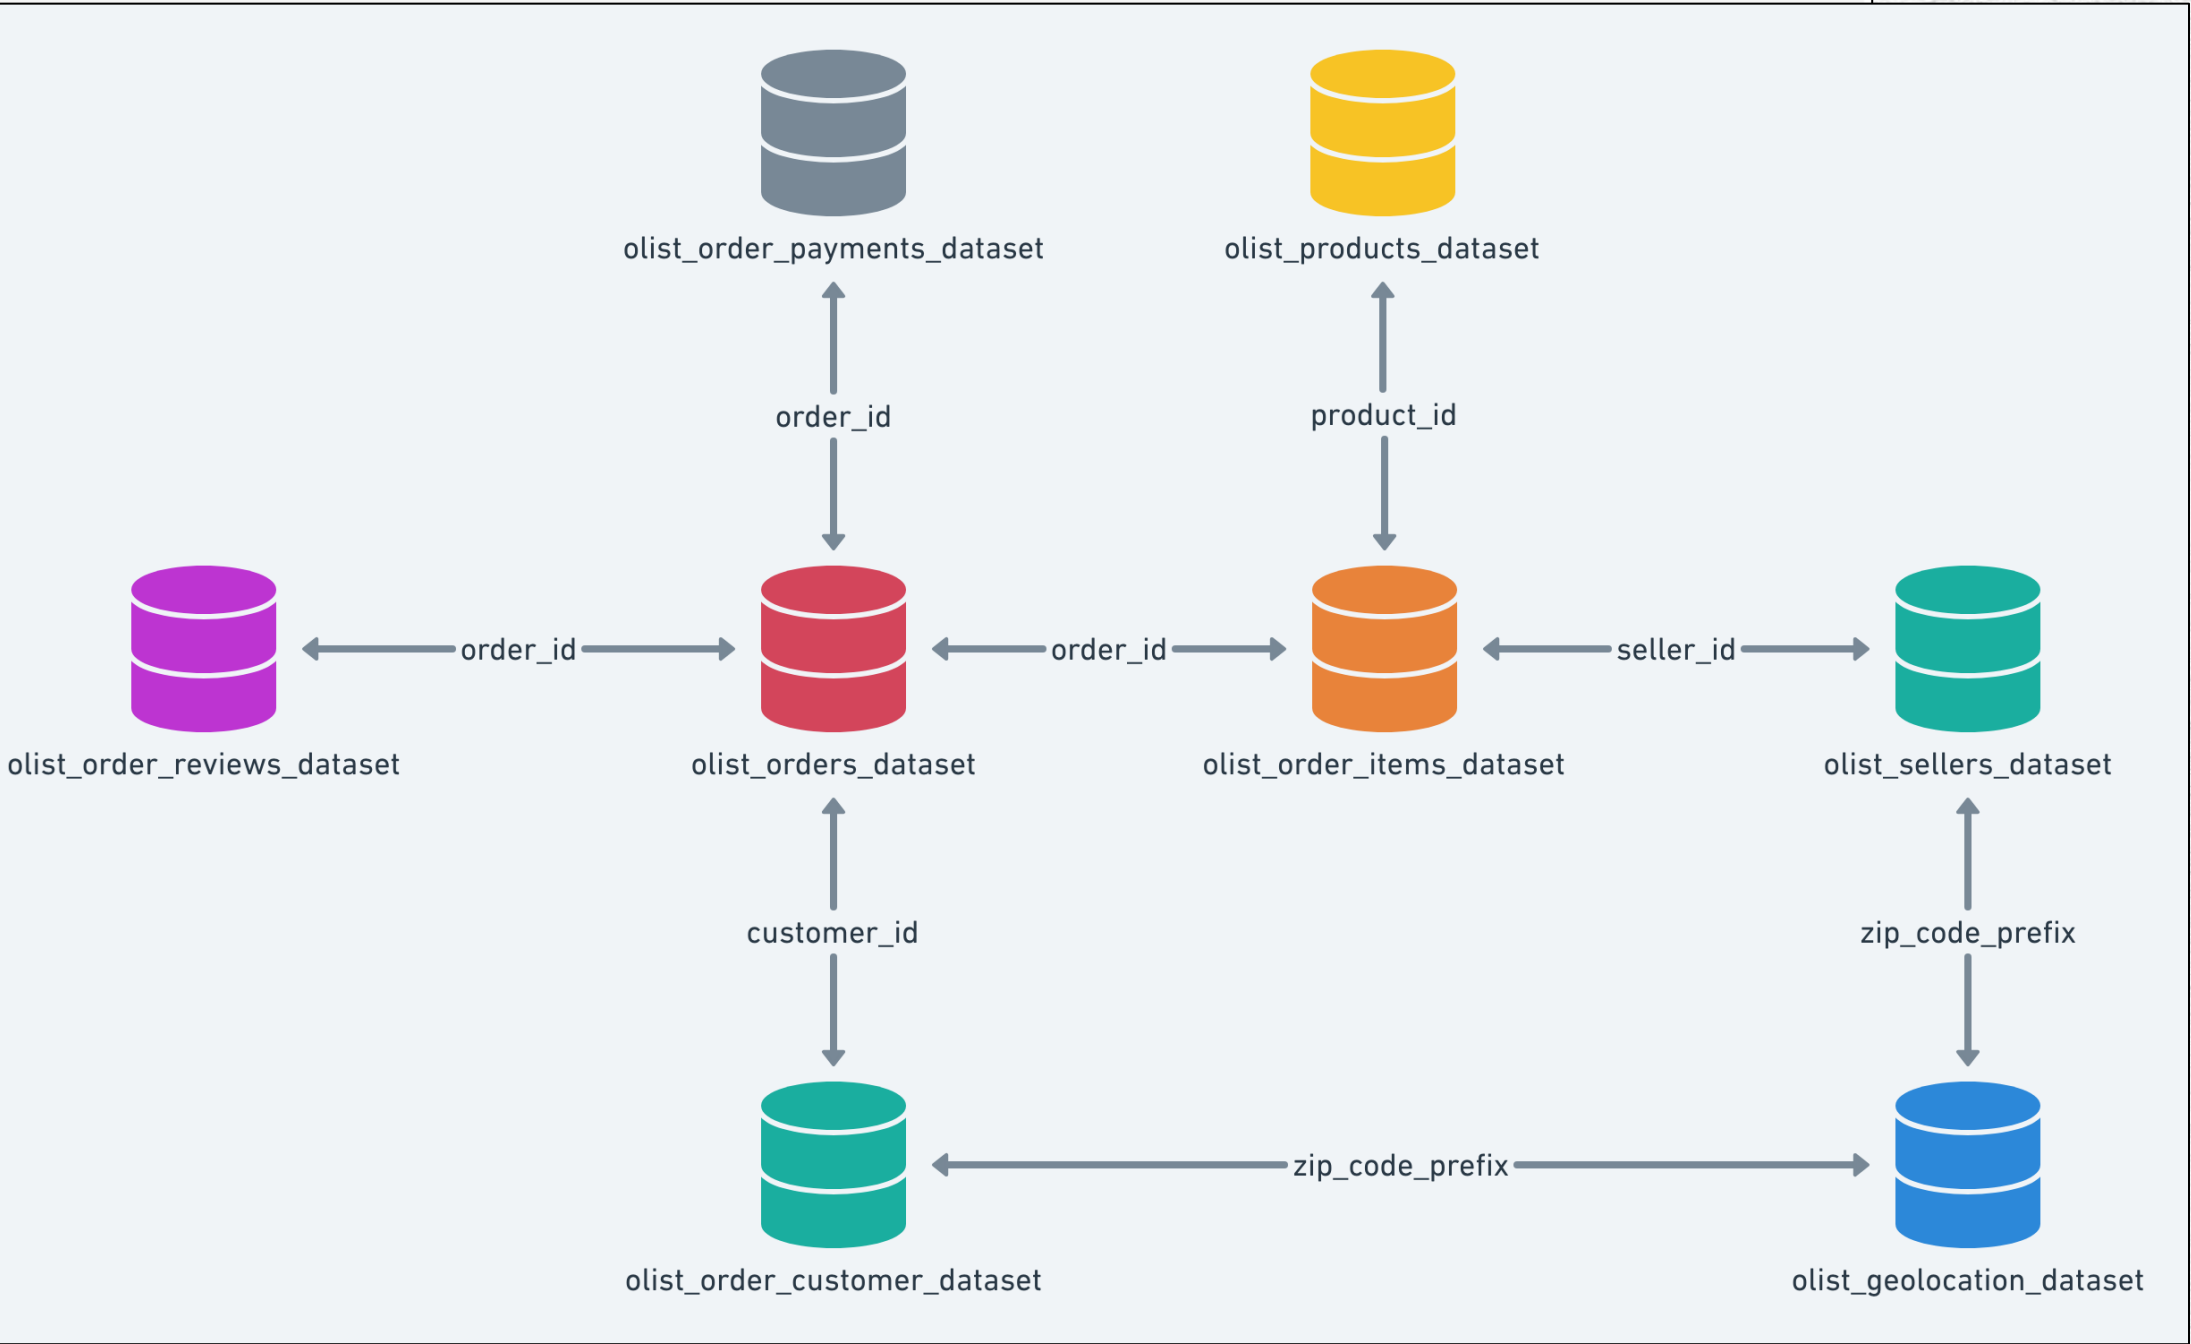 olist_order_payments_dataset
olist_products_dataset
order_id
product_id
order_id
order_id
seller_id
olist_order_reviews_dataset
olist_orders_dataset
olist_order_items_dataset
olist_sellers_dataset
customer_id
zip_code_prefix
zip_code_prefix
olist_order_customer_dataset
olist_geolocation_dataset